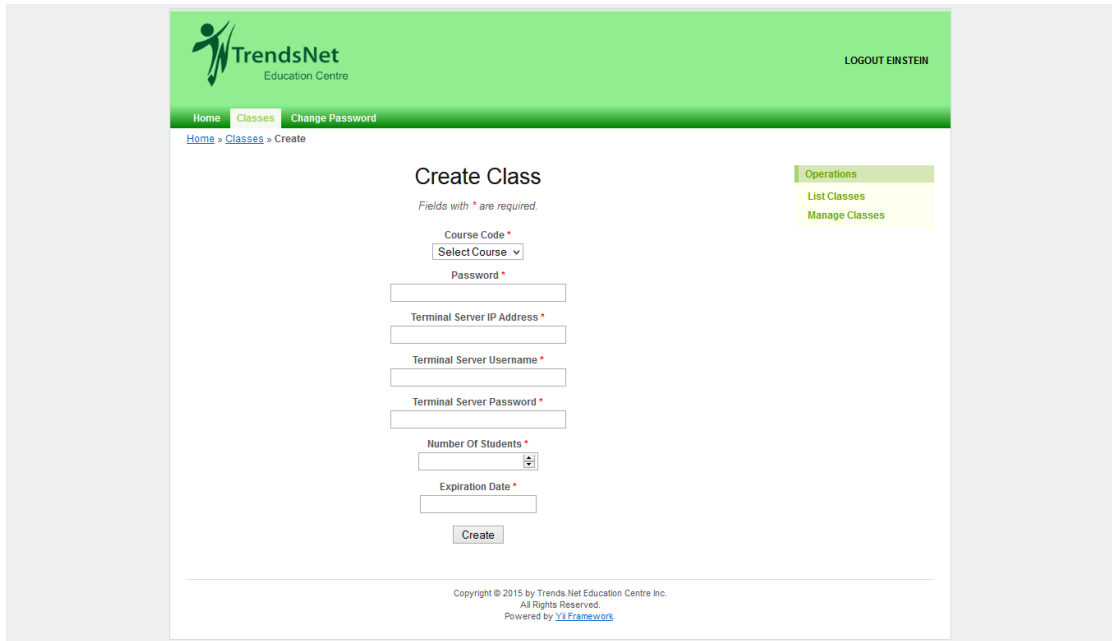 TrendsNet
Education Centre
LOGOUT EINSTEIN
Home Classes Change Password
Home » Classes » Create
Create Class
Fields with * are required.
Course Code *
Select Course
Password *
Terminal Server IP Address *
Terminal Server Username *
Terminal Server Password *
Number Of Students *
Expiration Date *
Create
Operations
List Classes
Manage Classes
Copyright © 2015 by Trends.Net Education Centre Inc.
All Rights Reserved.
Powered by Yii Framework.